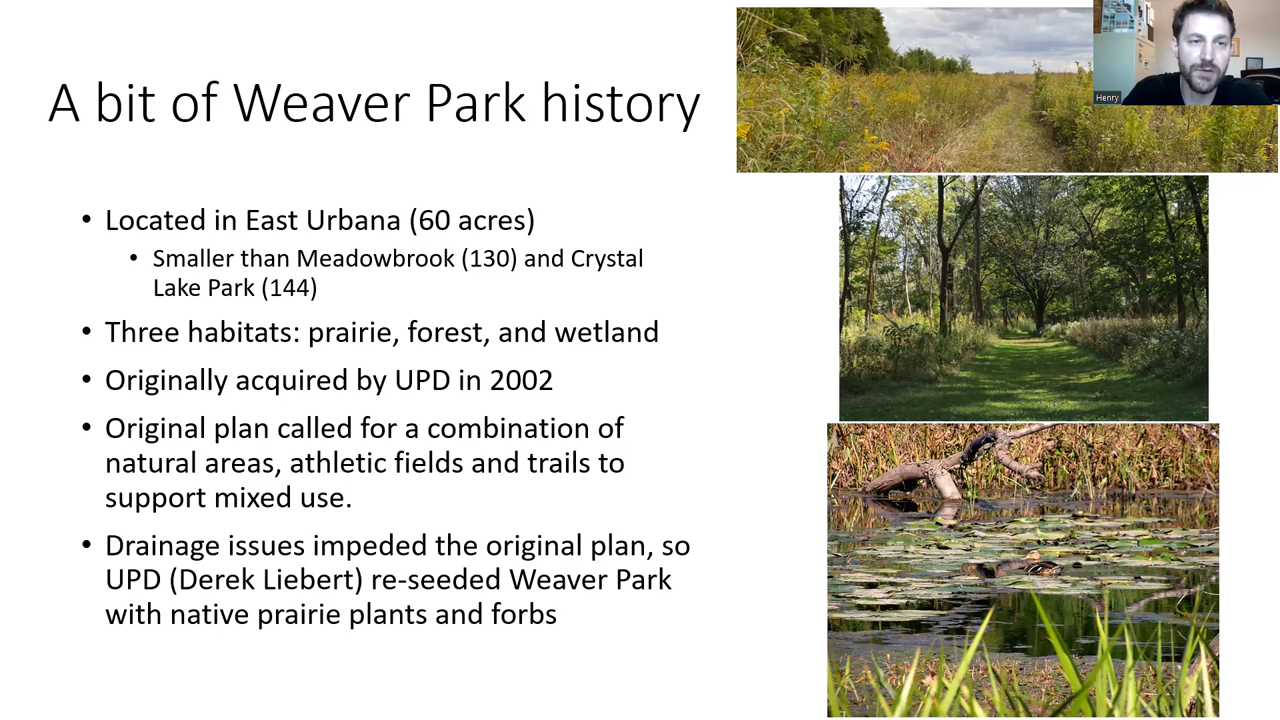 A bit of Weaver Park history
Henry
• Located in East Urbana (60 acres)
• Smaller than Meadowbrook (130) and Crystal
Lake Park (144)
• Three habitats: prairie, forest, and wetland
• Originally acquired by UPD in 2002
• Original plan called for a combination of
natural areas, athletic fields and trails to
support mixed use.
• Drainage issues impeded the original plan, so
UPD (Derek Liebert) re-seeded Weaver Park
with native prairie plants and forbs